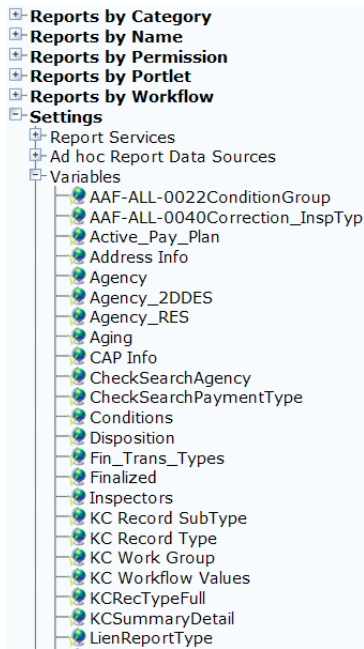 Reports by Category
Reports by Name
Reports by Permission
Reports by Portlet
Reports by Workflow
Settings
Report Services
Ad hoc Report Data Sources
Variables
AAF-ALL-0022ConditionGroup
AAF-ALL-0040Correction_InspTyp
Active_Pay_Plan
Address Info
Agency
Agency_2DDES
Agency_RES
Aging
CAP Info
CheckSearchAgency
CheckSearchPaymentType
Conditions
Disposition
Fin_Trans_Types
Finalized
Inspectors
KC Record SubType
KC Record Type
KC Work Group
KC Workflow Values
KCRecTypeFull
KCSummaryDetail
LienReportType